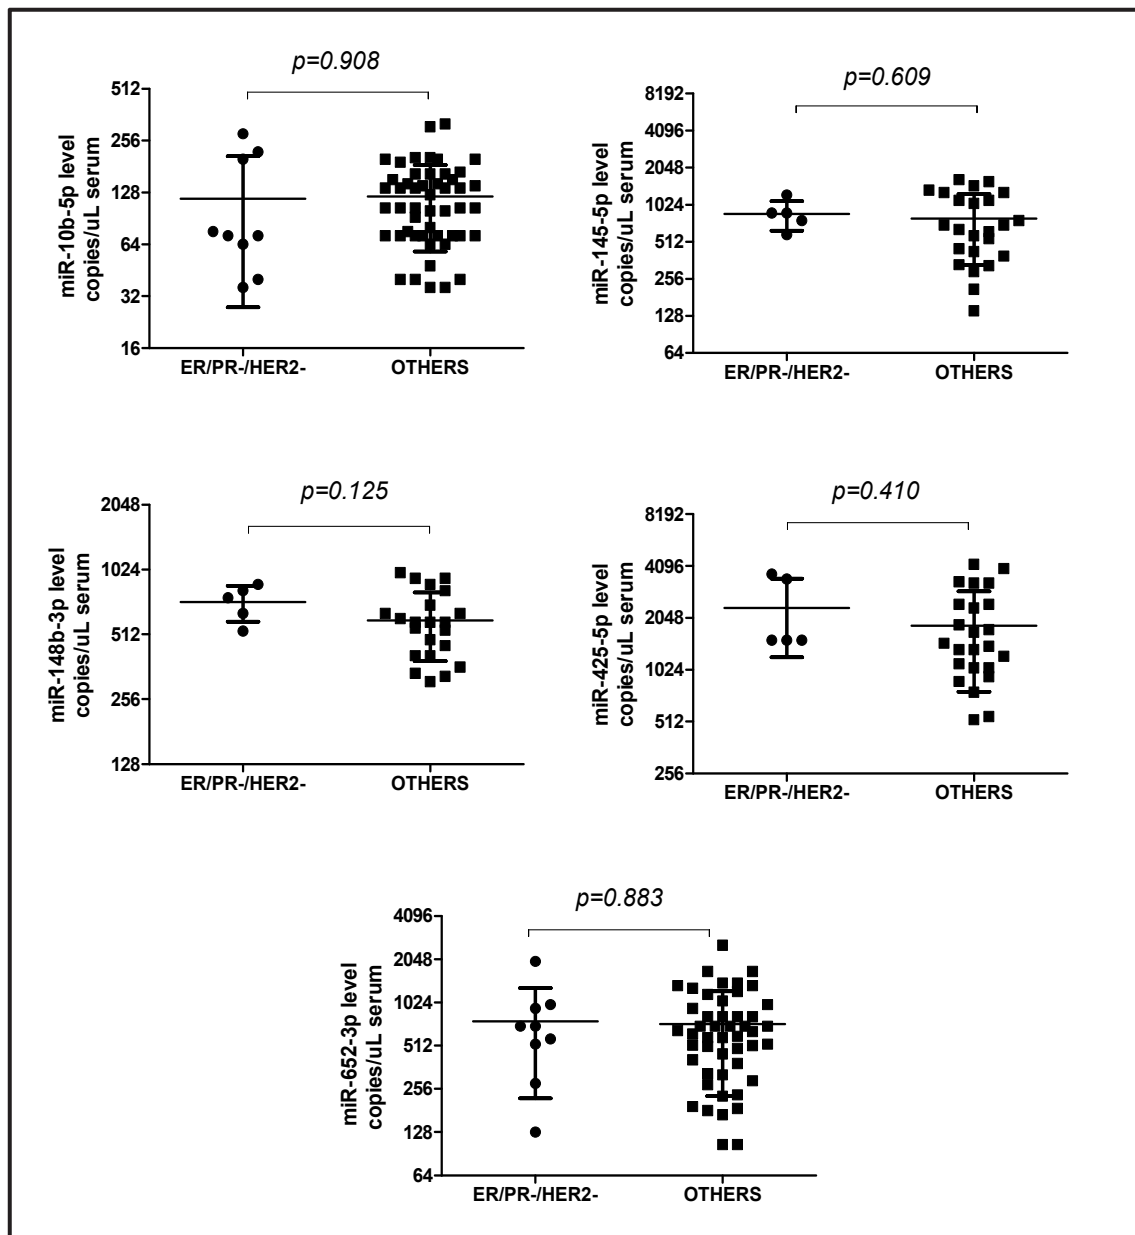 p=0.908
miR-10b-5p level
copies/uL serum
512
256
128
64
32
16
ER/PR-/HER2-
OTHERS
p=0.609
miR-145-5p level
copies/uL serum
8192
4096
2048
1024
512
256
128
64
ER/PR-/HER2-
OTHERS
p=0.125
miR-148b-3p level
copies/uL serum
2048
1024
512
256
128
ER/PR-/HER2-
OTHERS
p=0.410
miR-425-5p level
copies/uL serum
8192
4096
2048
1024
512
256
ER/PR-/HER2-
OTHERS
p=0.883
miR-652-3p level
copies/uL serum
4096
2048
1024
512
256
128
64
ER/PR-/HER2-
OTHERS